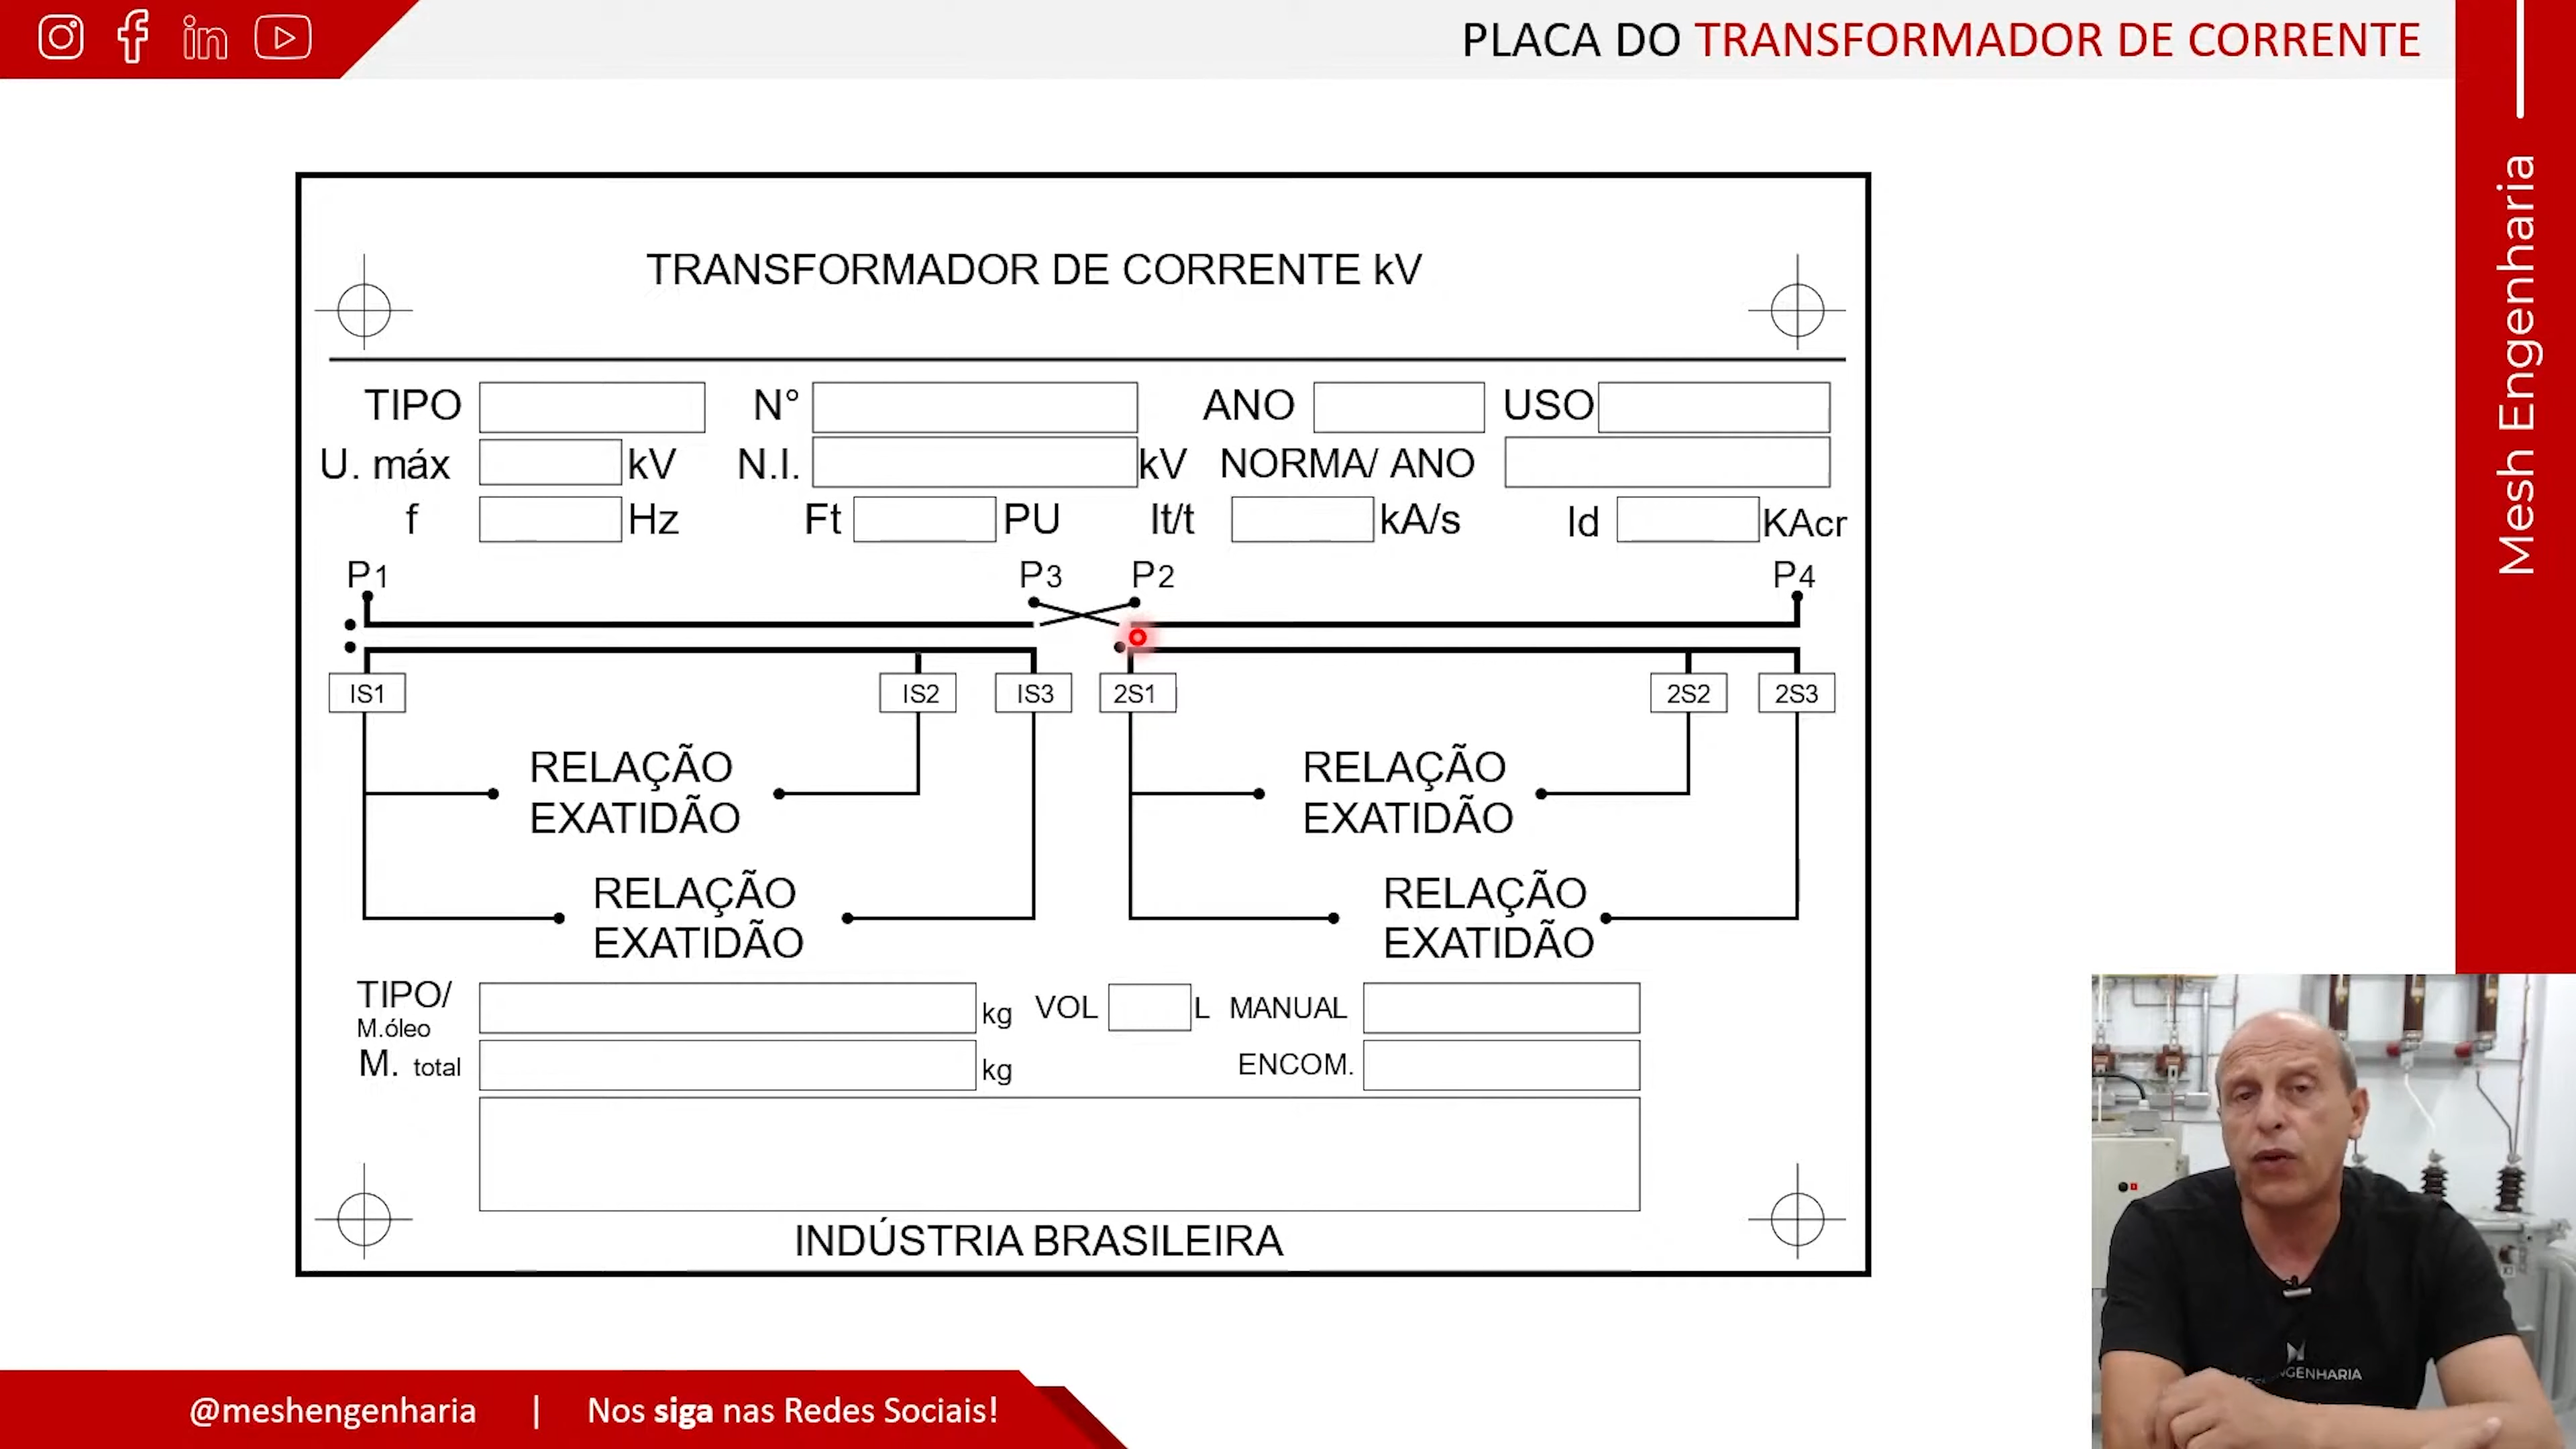 PLACA DO TRANSFORMADOR DE CORRENTE
Mesh Engenharia
TRANSFORMADOR DE CORRENTE kV
TIPO N° ANO USO
U. máx kV N.I. kV NORMA/ ANO
f Hz Ft PU It/t kA/s Id KAcr
P1 P3 P2 P4
IS1 IS2 IS3 2S1 2S2 2S3
RELAÇÃO RELAÇÃO
EXATIDÃO EXATIDÃO
RELAÇÃO RELAÇÃO
EXATIDÃO EXATIDÃO
TIPO/
M.óleo kg VOL L MANUAL
M. total kg ENCOM.
INDÚSTRIA BRASILEIRA
@meshengenharia | Nos siga nas Redes Sociais!